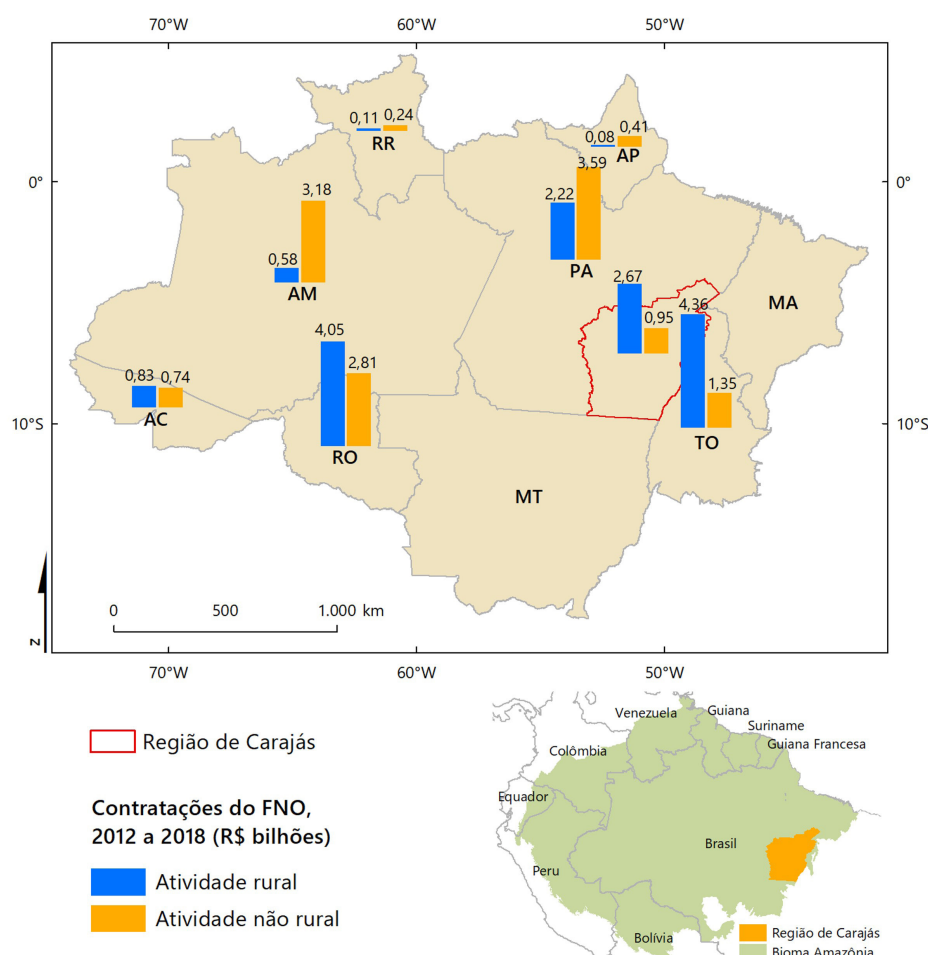 70°W 60°W 50°W
0,11 0,24
RR
0,08 0,41
AP
3,59
0° 0°
3,18
2,22
0,58
PA
AM
2,67
MA
4,36
4,05
0,95
2,81
0,83 0,74
1,35
AC
10°S 10°S
TO
RO
MT
0 500 1.000 km
N
70°W 60°W 50°W
Venezuela
Guiana
Suriname
Guiana Francesa
Colômbia
Equador
Brasil
Peru
Bolívia
Região de Carajás
Bioma Amazônia
Região de Carajás
Contratações do FNO,
2012 a 2018 (R$ bilhões)
Atividade rural
Atividade não rural